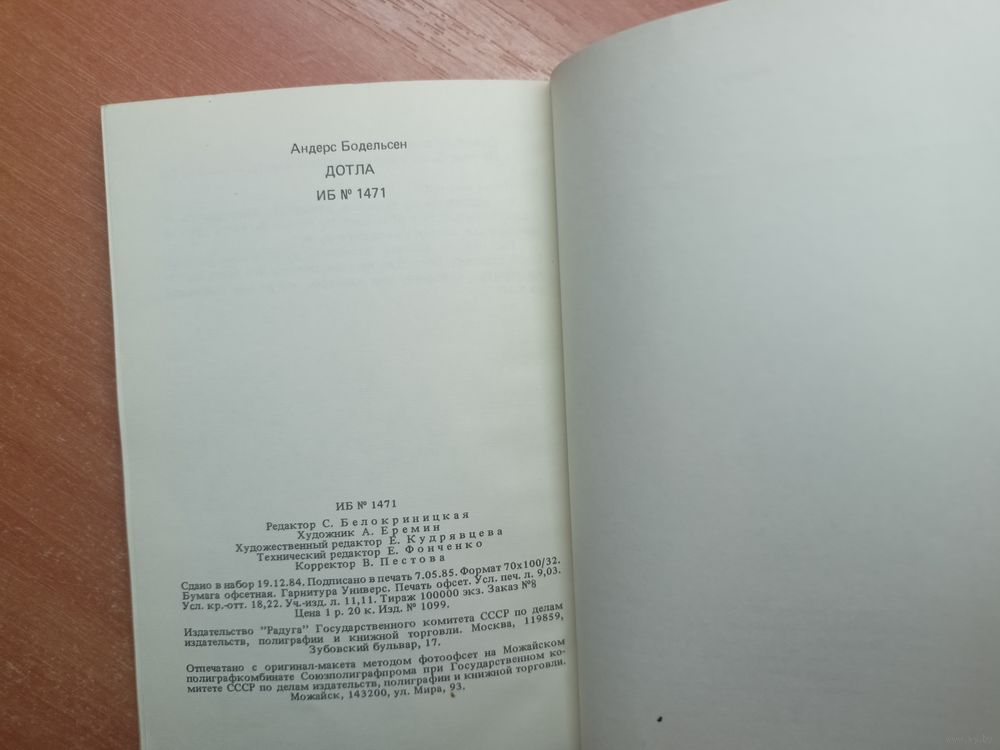 Андерс Бодельсен
ДОТЛА
ИБ № 1471
ИБ № 1471
Редактор С. Белокриницкая
Художник А. Еремин
Художественный редактор Е. Кудрявцева
Технический редактор Е. Фонченко
Корректор В. Пестова
Сдано в набор 19.12.84. Подписано в печать 7.05.85. Формат 70х100/32.
Бумага офсетная. Гарнитура Универс. Печать офсет. Усл. печ. л. 9,03.
Усл. кр.-отт. 18,22. Уч.-изд. л. 11,11. Тираж 100000 экз. Заказ №8
Цена 1 р. 20 к. Изд. № 1099.
Издательство "Радуга" Государственного комитета СССР по делам
издательств, полиграфии и книжной торговли. Москва, 119859,
Зубовский бульвар, 17.
Отпечатано с оригинал-макета методом фотоофсет на Можайском
полиграфкомбинате Союзполиграфпрома при Государственном ко-
митете СССР по делам издательств, полиграфии и книжной торговли.
Можайск, 143200, ул. Мира, 93.